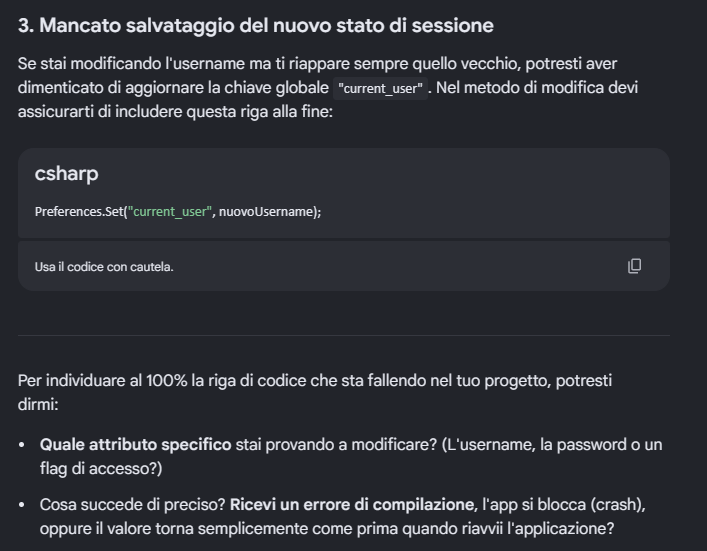 3. Mancato salvataggio del nuovo stato di sessione
Se stai modificando l'username ma ti riappare sempre quello vecchio, potresti aver
dimenticato di aggiornare la chiave globale "current_user". Nel metodo di modifica devi
assicurarti di includere questa riga alla fine:
csharp
Preferences.Set("current_user", nuovoUsername);
Usa il codice con cautela.
Per individuare al 100% la riga di codice che sta fallendo nel tuo progetto, potresti
dirmi:
• Quale attributo specifico stai provando a modificare? (L'username, la password o un
flag di accesso?)
• Cosa succede di preciso? Ricevi un errore di compilazione, l'app si blocca (crash),
oppure il valore torna semplicemente come prima quando riavvii l'applicazione?